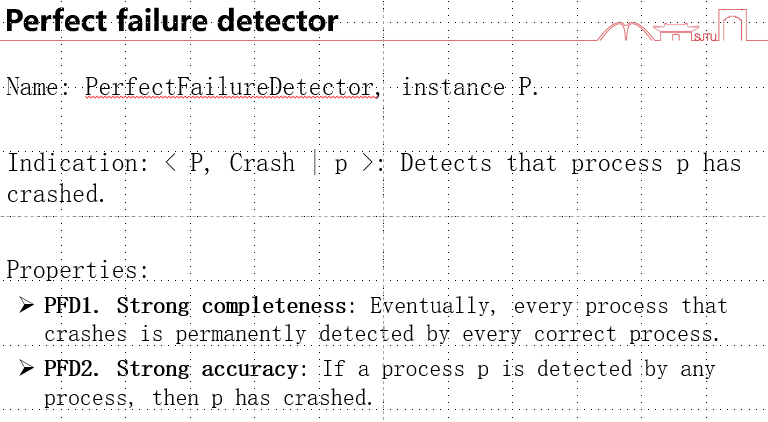 Perfect failure detector
Name: PerfectFailureDetector, instance P.
Indication: < P, Crash | p >: Detects that process p has
crashed.
Properties:
➢ PFD1. Strong completeness: Eventually, every process that
crashes is permanently detected by every correct process.
➢ PFD2. Strong accuracy: If a process p is detected by any
process, then p has crashed.